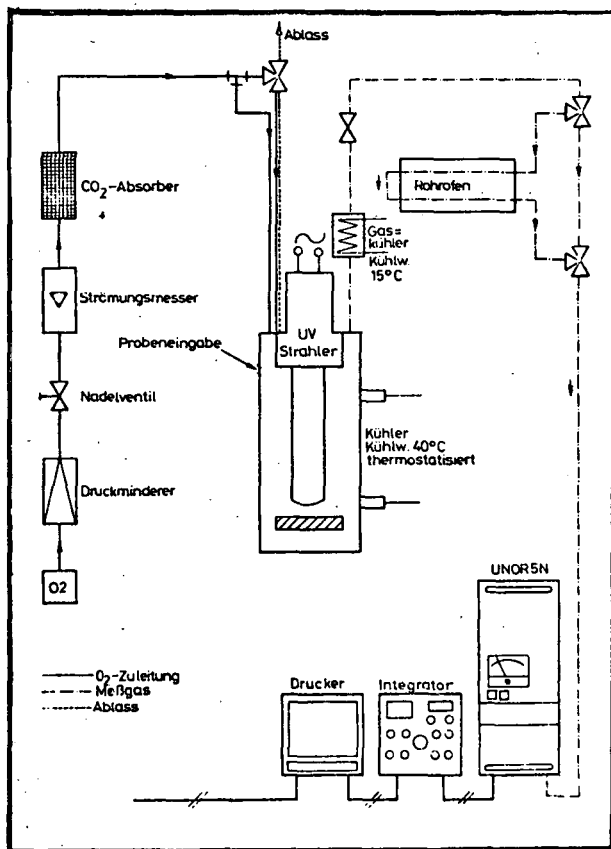 Ablass
CO₂-Absorber
Rohrofen
Gas=
kühler
Kühlw.
15°C
Strömungsmesser
UV
Strahler
Probeneingabe
Nadelventil
Kühler
Kühlw. 40°C
thermostatisiert
Druckminderer
O2
UNOR5N
O₂-Zuleitung
Meßgas
Ablass
Drucker
Integrator